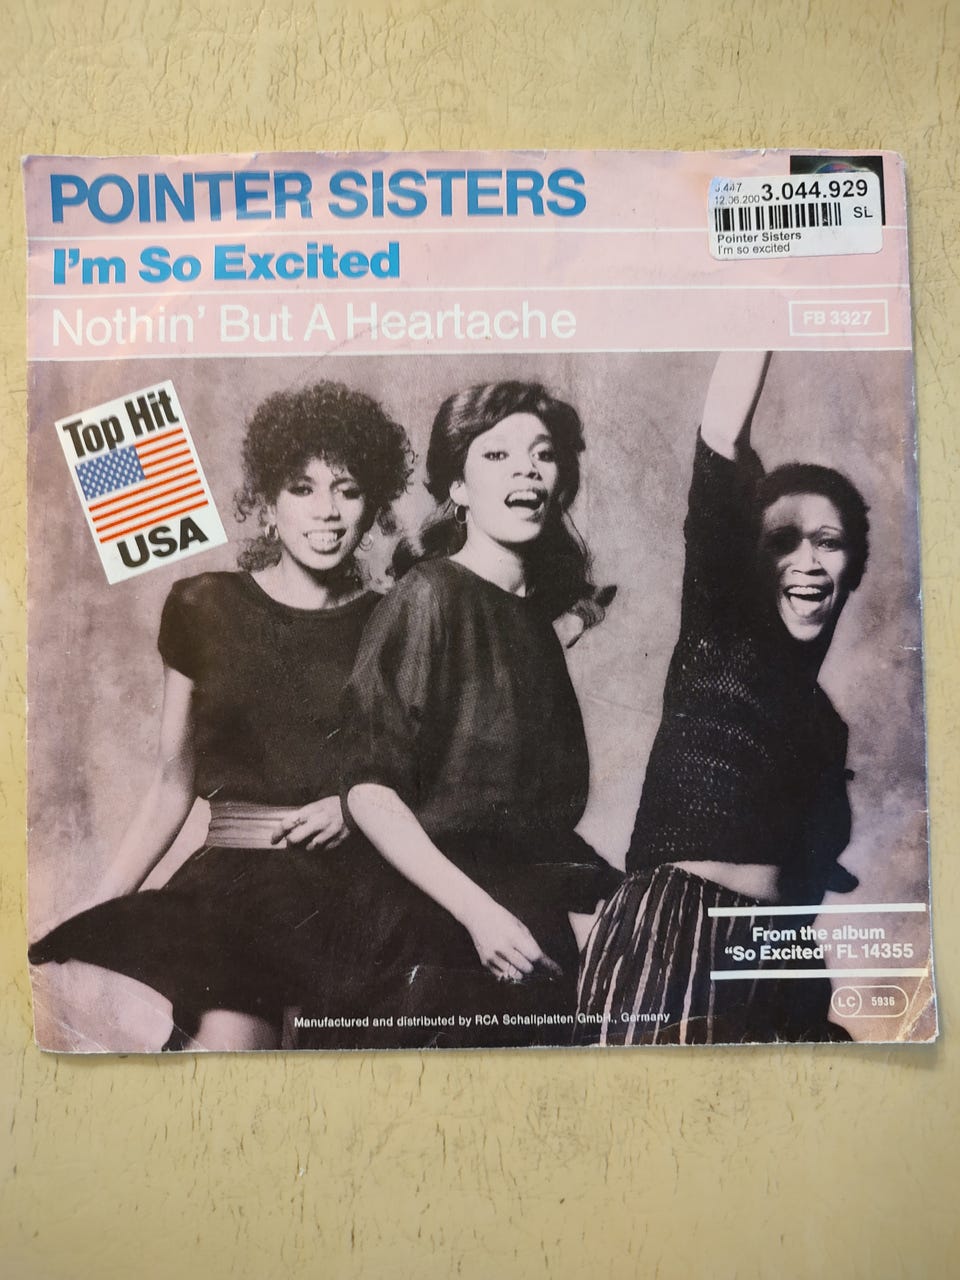 POINTER SISTERS
I'm So Excited
Nothin' But A Heartache
3.044.929
SL
Pointer Sisters
I'm so excited
FB 3327
Top Hit
USA
From the album
"So Excited" FL 14355
LC 5936
Manufactured and distributed by RCA Schallplatten GmbH., Germany